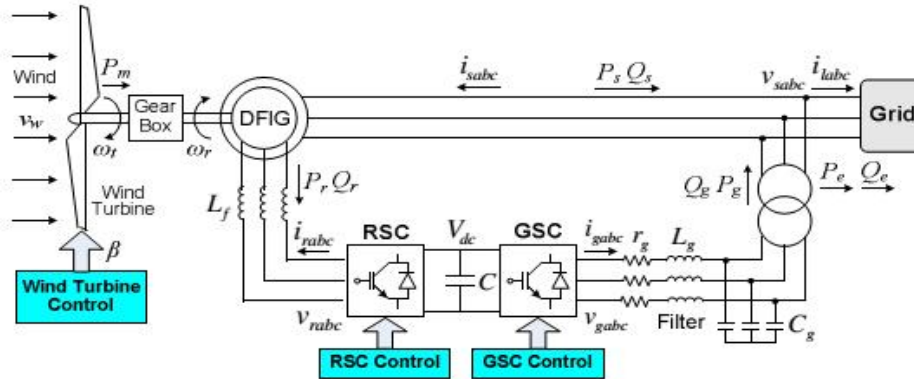 Wind
v_w
P_m
ω_t
Gear
Box
ω_r
DFIG
i_sabc
P_s Q_s
v_sabc
i_labc
Grid
Wind
Turbine
β
Wind Turbine
Control
L_f
P_r Q_r
i_rabc
RSC
V_dc
GSC
i_gabc
r_g
L_g
Q_g P_g
P_e
Q_e
C
v_rabc
v_gabc
Filter
C_g
RSC Control
GSC Control